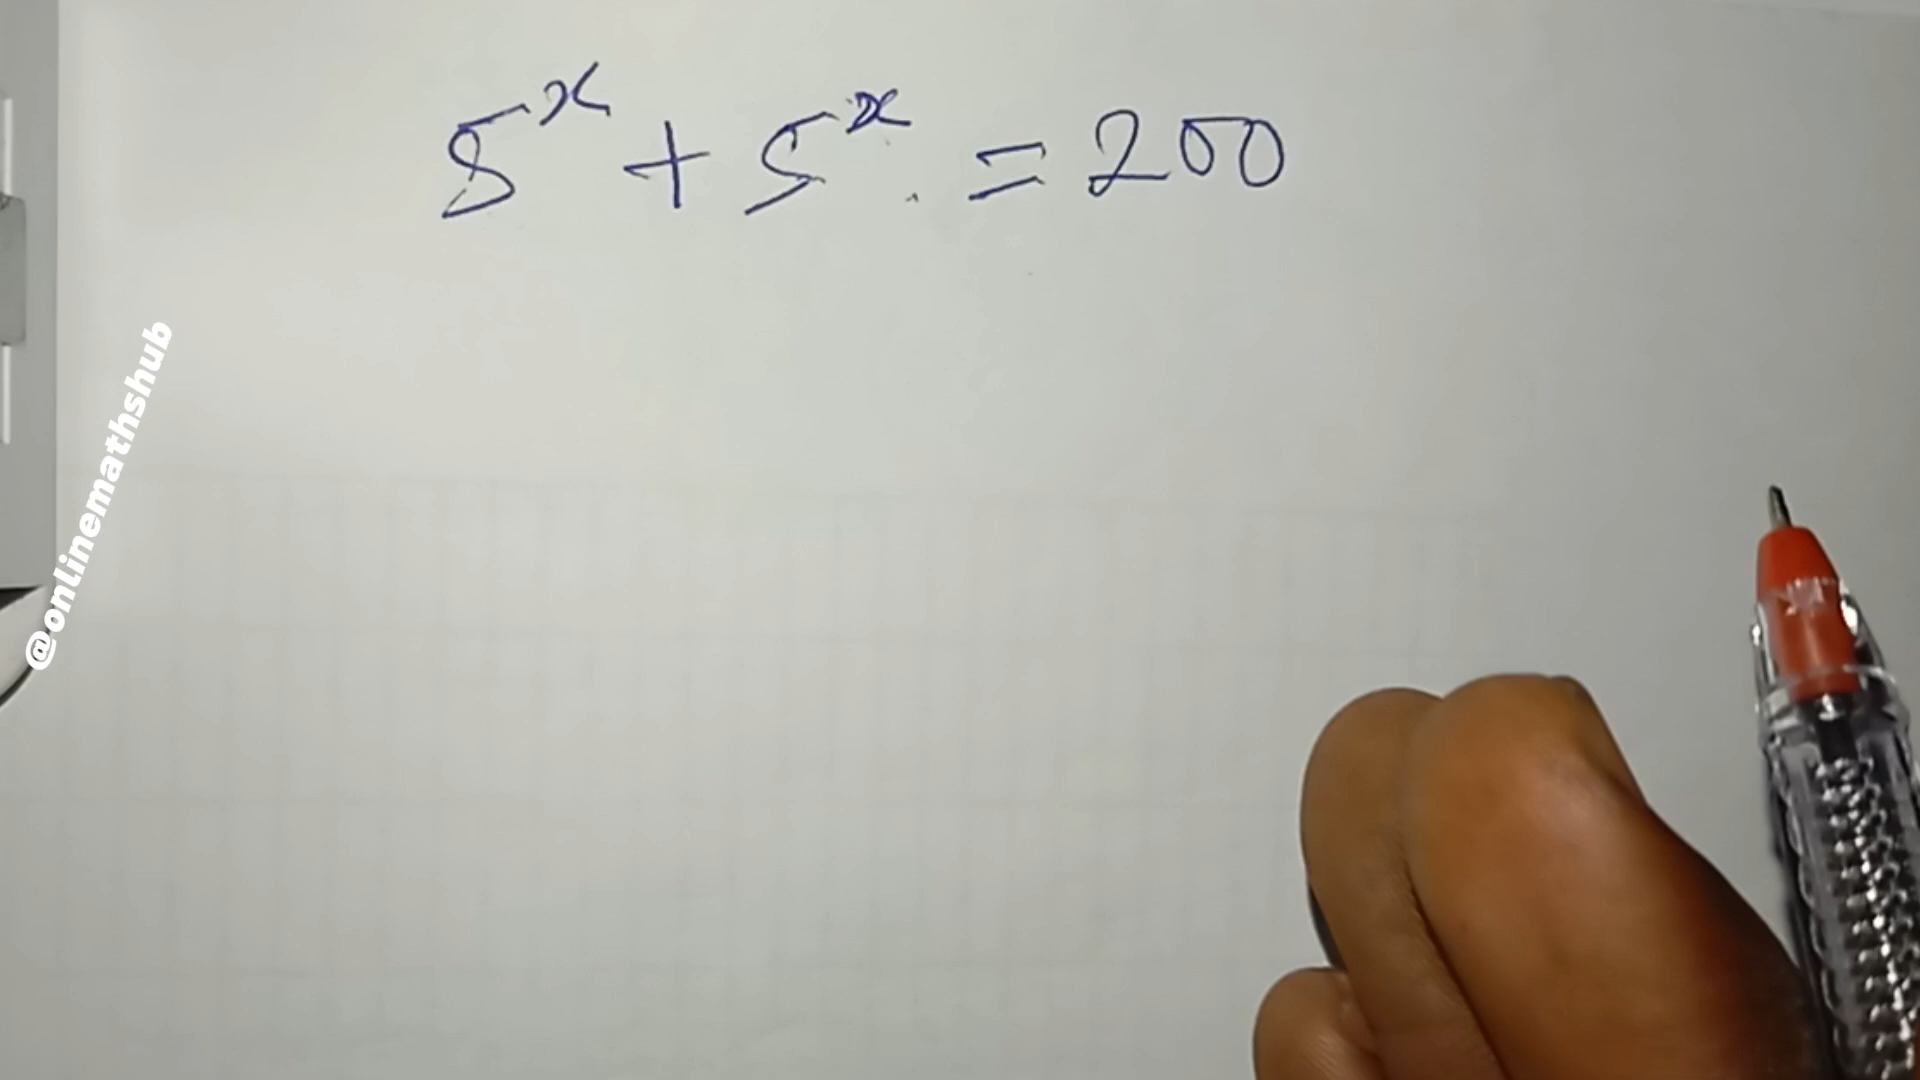 5^x + 5^x = 200
@onlinemathshub